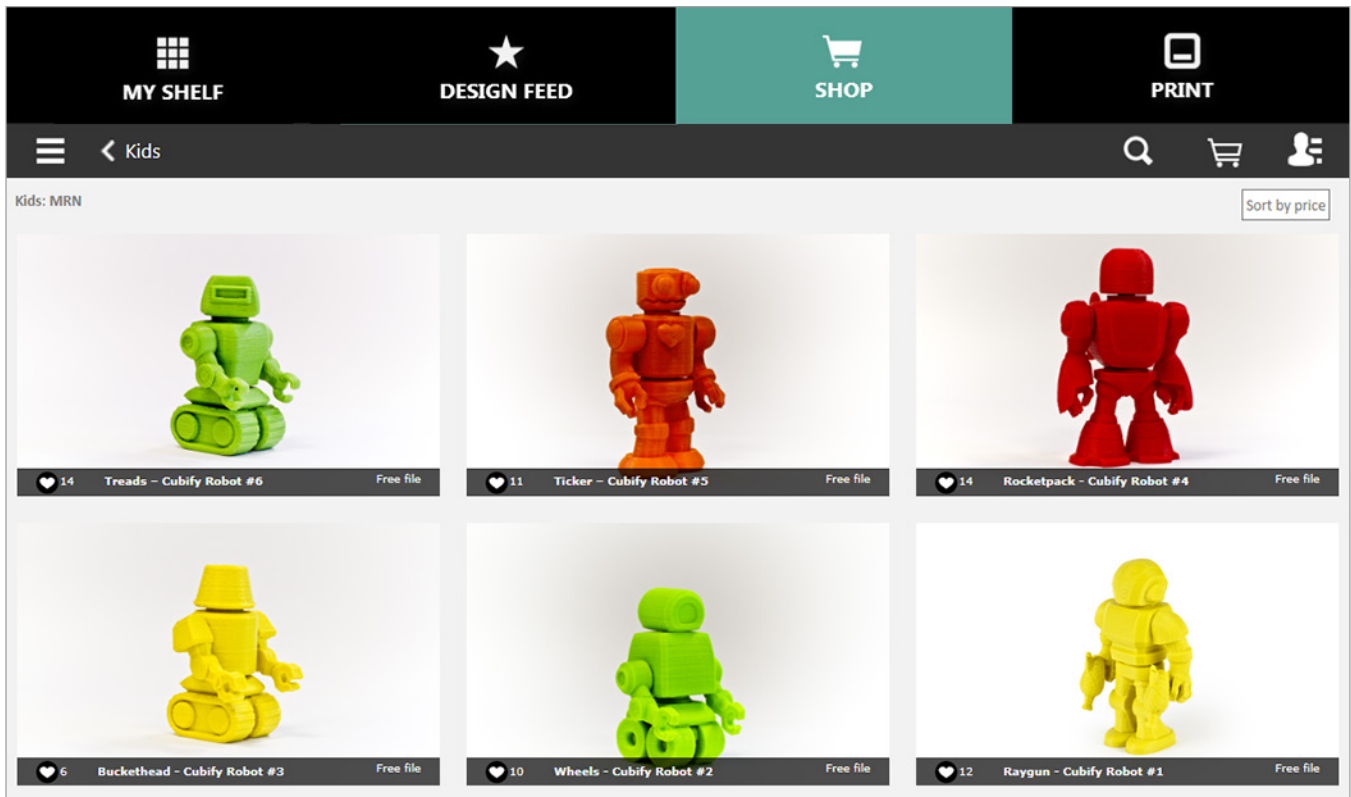 MY SHELF
DESIGN FEED
SHOP
PRINT
Kids
Kids: MRN
Sort by price
14 Treads – Cubify Robot #6 Free file
11 Ticker – Cubify Robot #5 Free file
14 Rocketpack - Cubify Robot #4 Free file
6 Buckethead - Cubify Robot #3 Free file
10 Wheels - Cubify Robot #2 Free file
12 Raygun - Cubify Robot #1 Free file